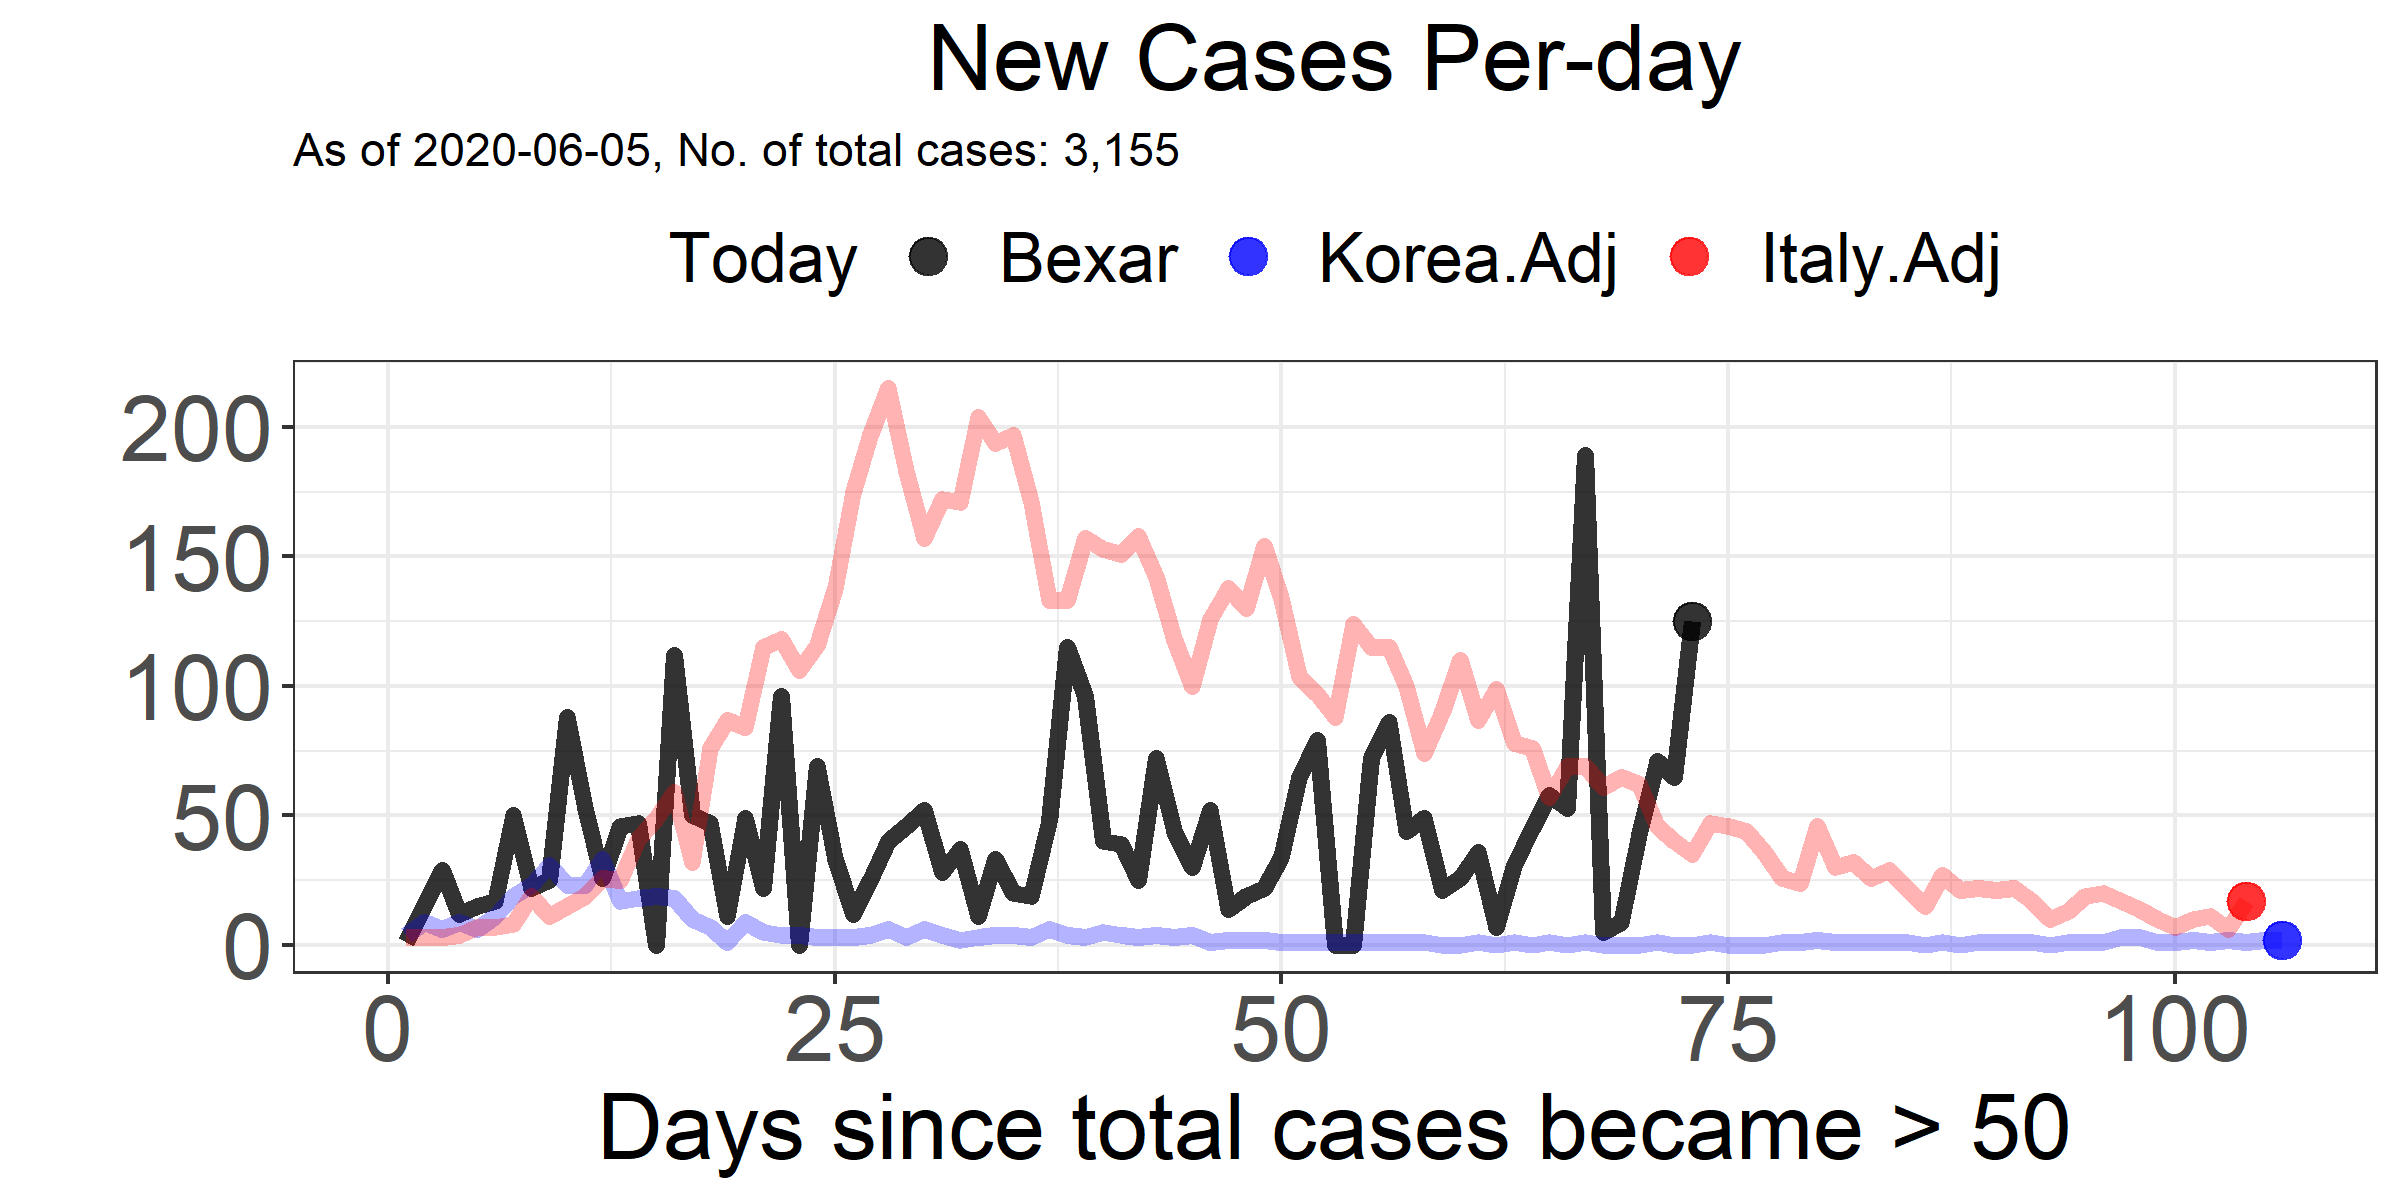 New Cases Per-day
As of 2020-06-05, No. of total cases: 3,155
Today Bexar Korea.Adj Italy.Adj
200
150
100
50
0
0 25 50 75 100
Days since total cases became > 50